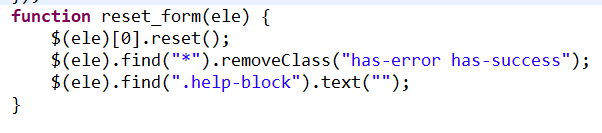 function reset_form(ele) {
    $(ele)[0].reset();
    $(ele).find("*").removeClass("has-error has-success");
    $(ele).find(".help-block").text("");
}